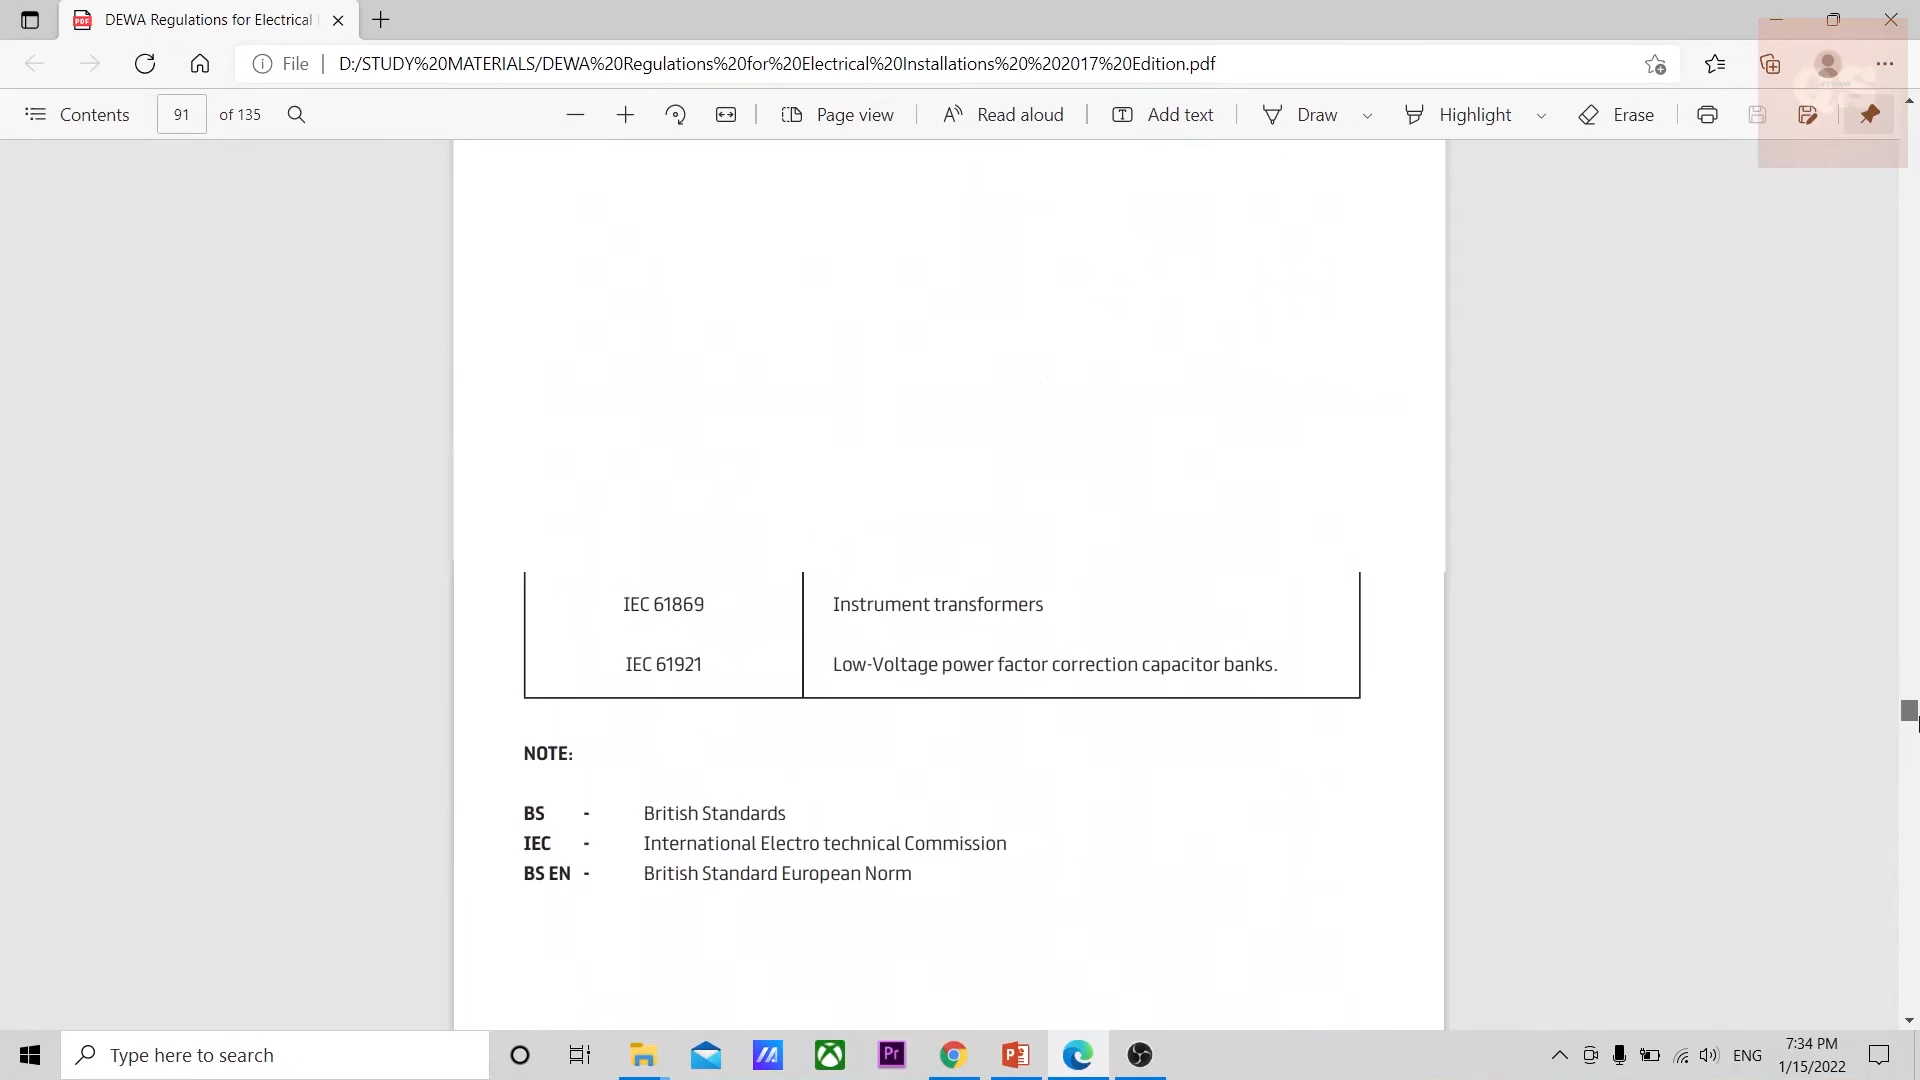 DEWA Regulations for Electrical
File
D:/STUDY%20MATERIALS/DEWA%20Regulations%20for%20Electrical%20Installations%20%202017%20Edition.pdf
Contents
91 of 135
Page view
Read aloud
Add text
Draw
Highlight
Erase
IEC 61869 Instrument transformers
IEC 61921 Low-Voltage power factor correction capacitor banks.
NOTE:
BS - British Standards
IEC - International Electro technical Commission
BS EN - British Standard European Norm
Type here to search
Pr
ENG
7:34 PM
1/15/2022